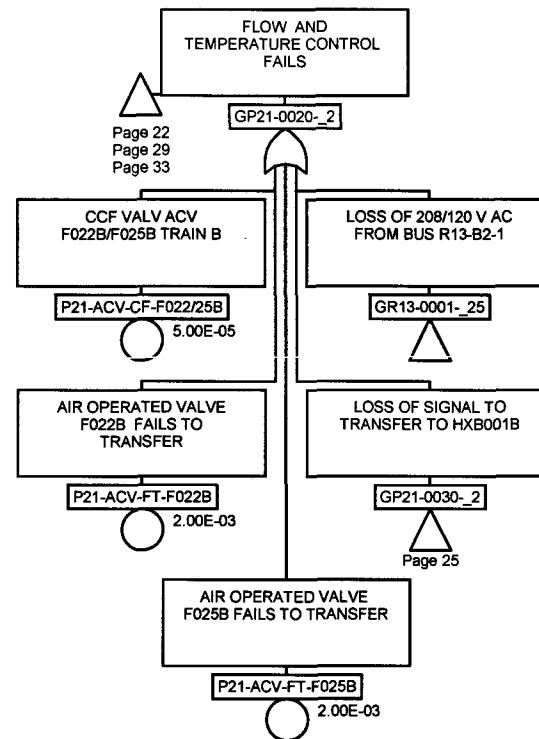 FLOW AND
TEMPERATURE CONTROL
FAILS
GP21-0020-_2
Page 22
Page 29
Page 33
CCF VALV ACV
F022B/F025B TRAIN B
P21-ACV-CF-F022/25B
5.00E-05
LOSS OF 208/120 V AC
FROM BUS R13-B2-1
GR13-0001-_25
AIR OPERATED VALVE
F022B FAILS TO
TRANSFER
P21-ACV-FT-F022B
2.00E-03
LOSS OF SIGNAL TO
TRANSFER TO HXB001B
GP21-0030-_2
Page 25
AIR OPERATED VALVE
F025B FAILS TO TRANSFER
P21-ACV-FT-F025B
2.00E-03